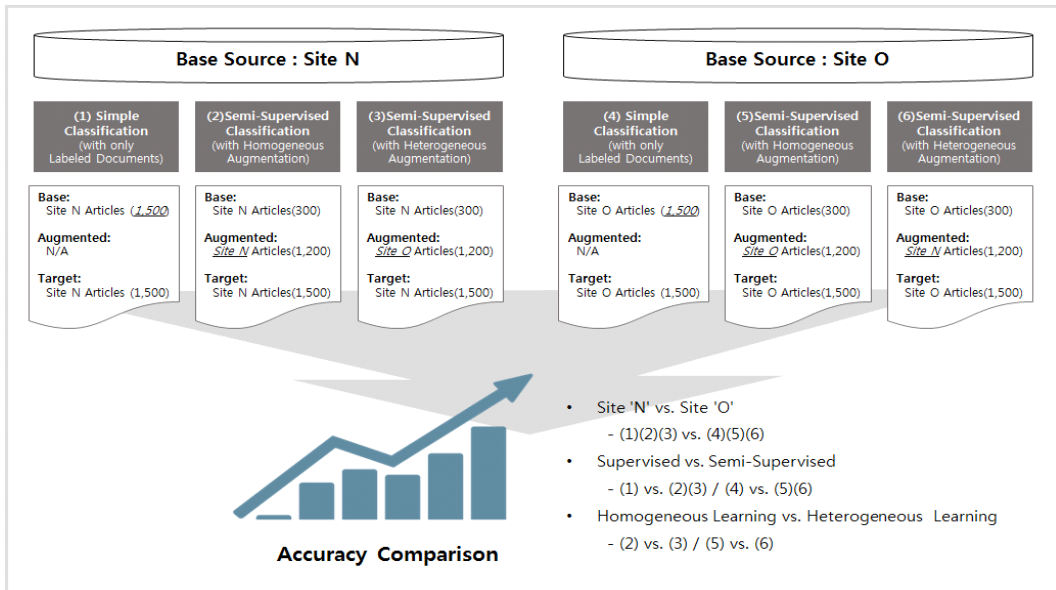 Base Source : Site N
(1) Simple
Classification
(with only
Labeled Documents)
(2)Semi-Supervised
Classification
(with Homogeneous
Augmentation)
(3)Semi-Supervised
Classification
(with Heterogeneous
Augmentation)
Base:
Site N Articles (1,500)
Augmented:
N/A
Target:
Site N Articles (1,500)
Base:
Site N Articles(300)
Augmented:
Site N Articles(1,200)
Target:
Site N Articles(1,500)
Base:
Site N Articles(300)
Augmented:
Site O Articles(1,200)
Target:
Site N Articles(1,500)
Base Source : Site O
(4) Simple
Classification
(with only
Labeled Documents)
(5)Semi-Supervised
Classification
(with Homogeneous
Augmentation)
(6)Semi-Supervised
Classification
(with Heterogeneous
Augmentation)
Base:
Site O Articles (1,500)
Augmented:
N/A
Target:
Site O Articles (1,500)
Base:
Site O Articles(300)
Augmented:
Site O Articles(1,200)
Target:
Site O Articles(1,500)
Base:
Site O Articles(300)
Augmented:
Site N Articles(1,200)
Target:
Site O Articles(1,500)
Accuracy Comparison
• Site 'N' vs. Site 'O'
- (1)(2)(3) vs. (4)(5)(6)
• Supervised vs. Semi-Supervised
- (1) vs. (2)(3) / (4) vs. (5)(6)
• Homogeneous Learning vs. Heterogeneous Learning
- (2) vs. (3) / (5) vs. (6)